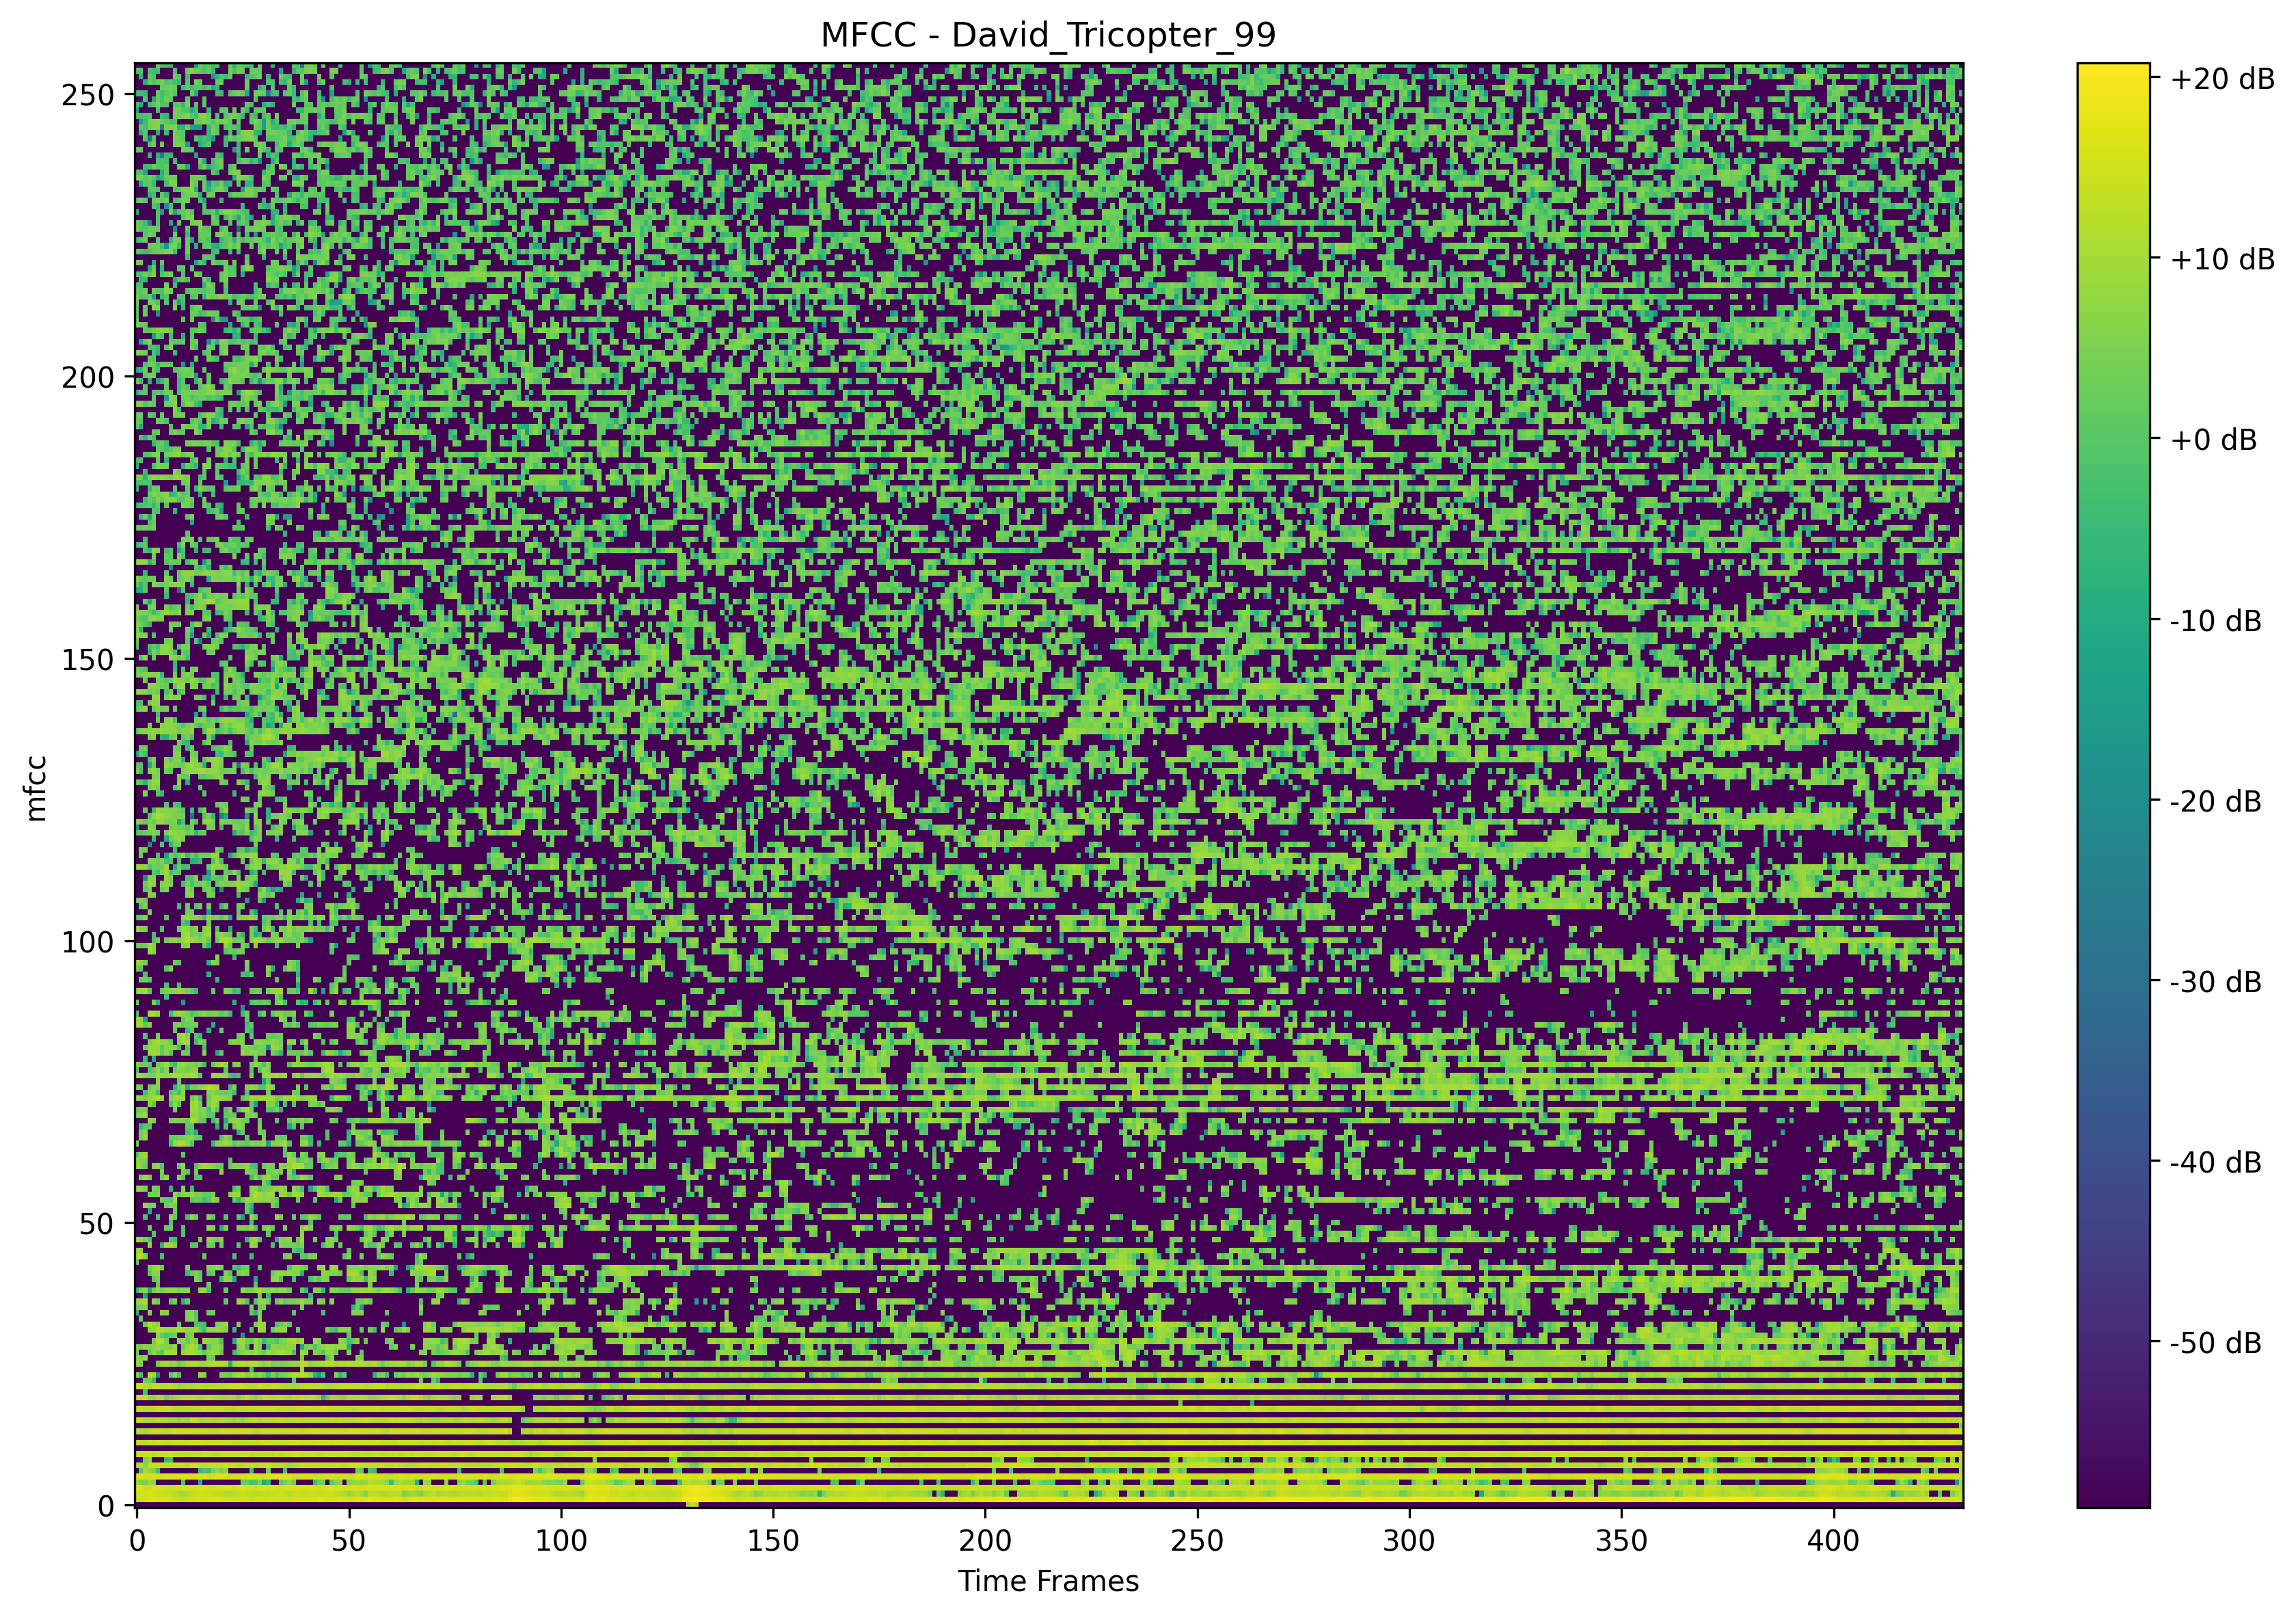 MFCC - David_Tricopter_99
250
200
150
100
50
0
mfcc
0 50 100 150 200 250 300 350 400
Time Frames
+20 dB
+10 dB
+0 dB
-10 dB
-20 dB
-30 dB
-40 dB
-50 dB